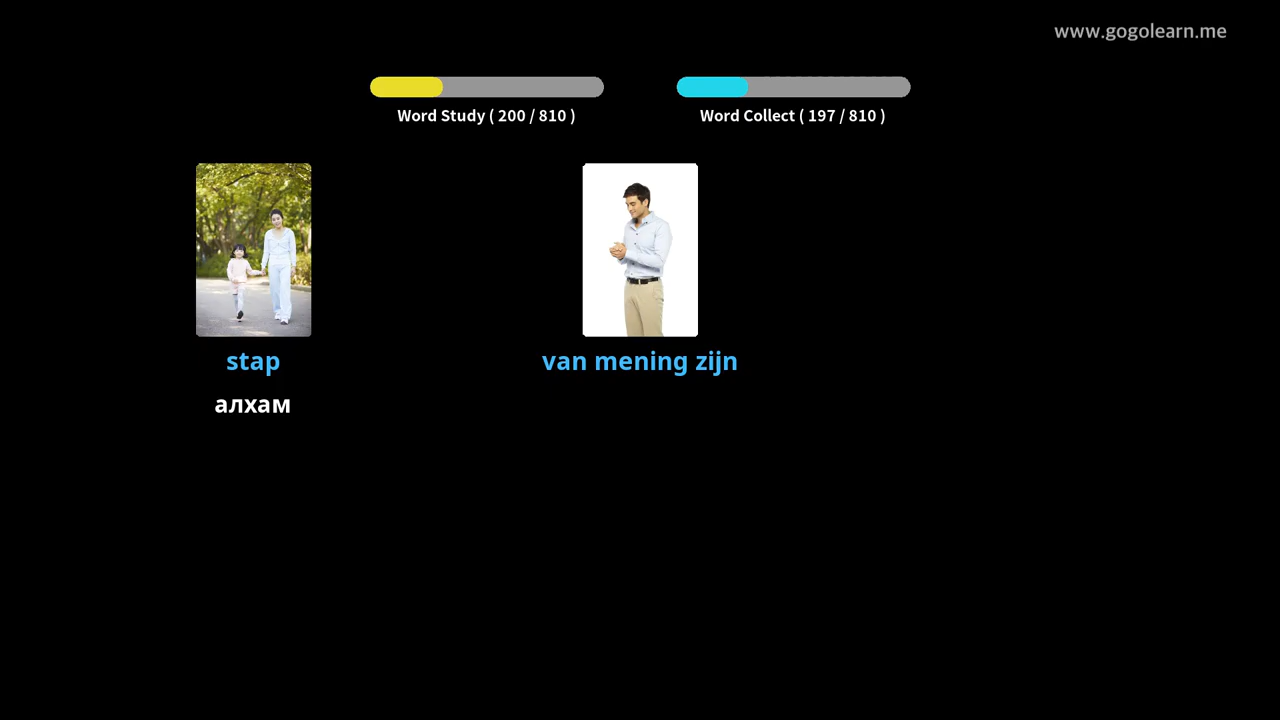 www.gogolearn.me
Word Study ( 200 / 810 )
Word Collect ( 197 / 810 )
stap
van mening zijn
алхам